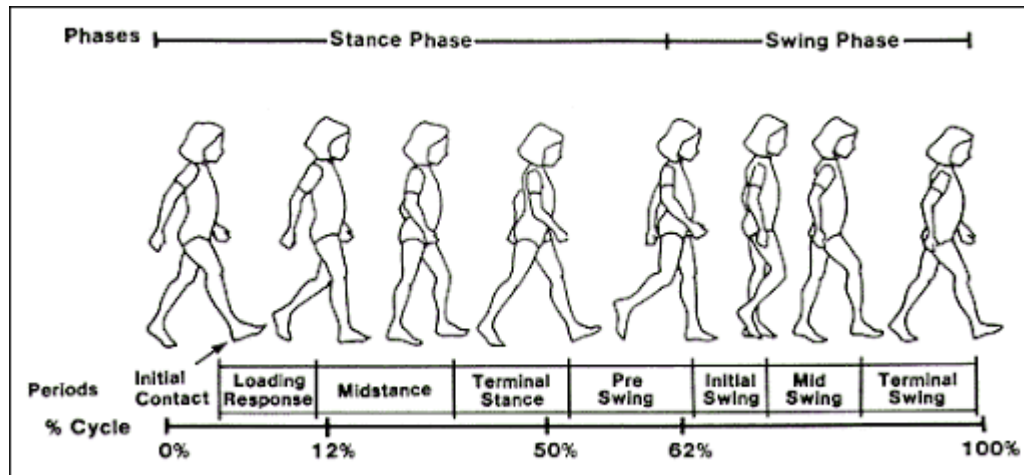 Phases Stance Phase Swing Phase
Periods Initial Contact Loading Response Midstance Terminal Stance Pre Swing Initial Swing Mid Swing Terminal Swing
% Cycle
0% 12% 50% 62% 100%